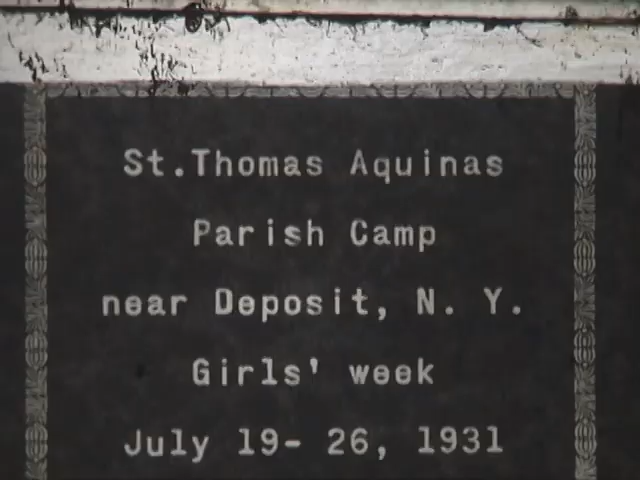 St.Thomas Aquinas
Parish Camp
near Deposit, N. Y.
Girls' week
July 19- 26, 1931